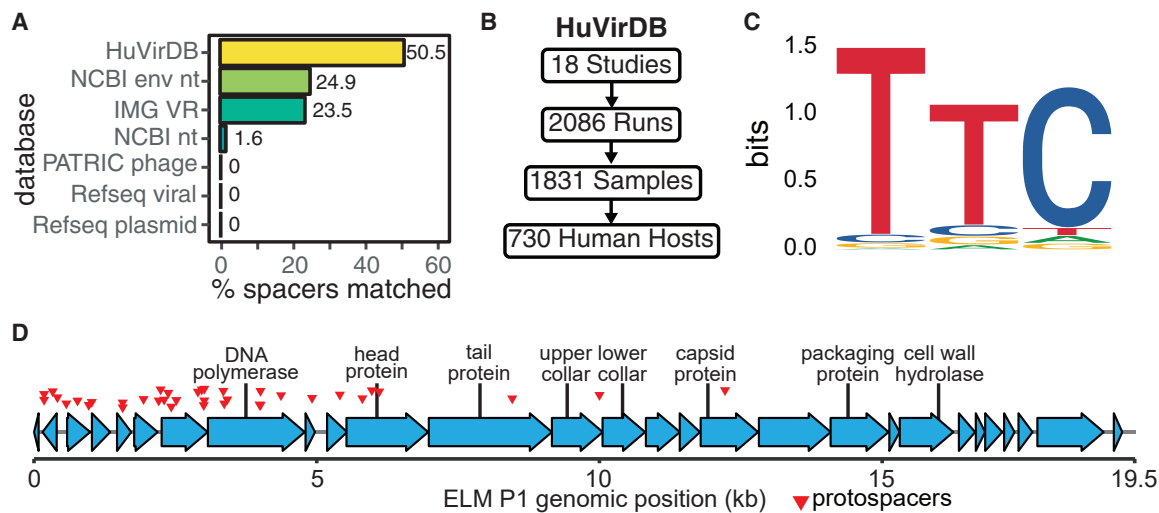 A
database
HuVirDB 50.5
NCBI env nt 24.9
IMG VR 23.5
NCBI nt 1.6
PATRIC phage 0
Refseq viral 0
Refseq plasmid 0
0 20 40 60
% spacers matched
B
HuVirDB
18 Studies
2086 Runs
1831 Samples
730 Human Hosts
C
bits
1.5
1.0
0.5
0.0
T T C
C C T
G G A
A G
D
DNA
polymerase
head
protein
tail
protein
upper lower
collar collar
capsid
protein
packaging
protein
cell wall
hydrolase
0 5 10 15 19.5
ELM P1 genomic position (kb)
protospacers